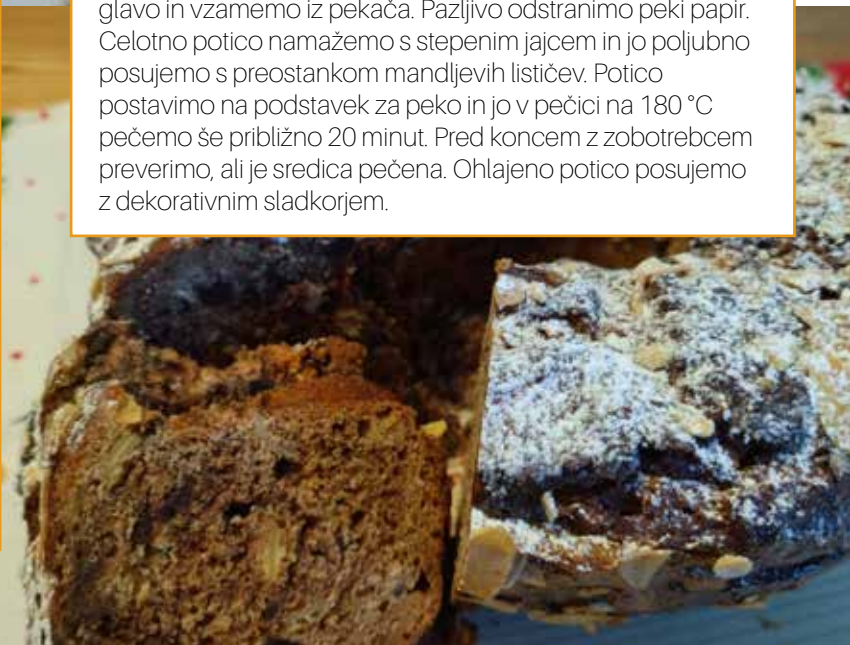 glavo in vzamemo iz pekača. Pazljivo odstranimo peki papir.
Celotno potico namažemo s stepenim jajcem in jo poljubno
posujemo s preostankom mandljevih lističev. Potico
postavimo na podstavek za peko in jo v pečici na 180 °C
pečemo še približno 20 minut. Pred koncem z zobotrebcem
preverimo, ali je sredica pečena. Ohlajeno potico posujemo
z dekorativnim sladkorjem.